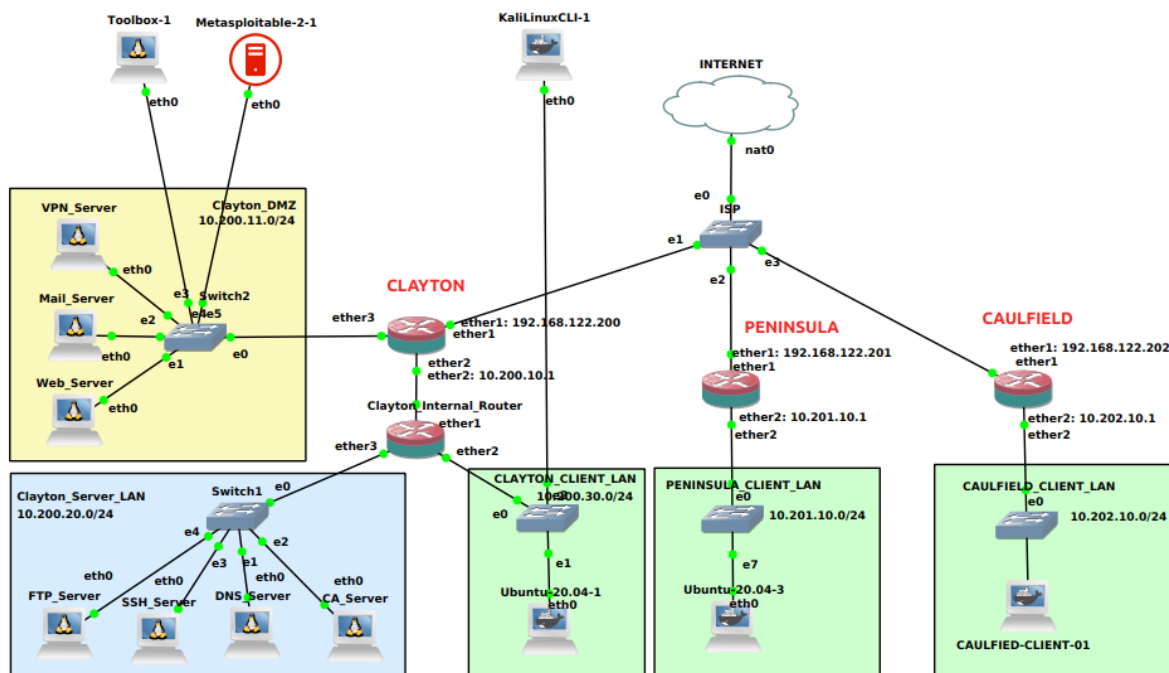 Toolbox-1
Metasploitable-2-1
KaliLinuxCLI-1
INTERNET
eth0
eth0
eth0
nat0
e0
ISP
e1
e2
e3
Clayton_DMZ
10.200.11.0/24
VPN_Server
eth0
Mail_Server
e2
eth0
e3
Switch2
e4
e5
e1
e0
Web_Server
eth0
CLAYTON
ether3
ether1: 192.168.122.200
ether1
ether2
ether2: 10.200.10.1
PENINSULA
ether1: 192.168.122.201
ether1
ether2: 10.201.10.1
ether2
CAULFIELD
ether1: 192.168.122.202
ether1
ether2: 10.202.10.1
ether2
Clayton_Internal_Router
ether1
ether3
ether2
Clayton_Server_LAN
10.200.20.0/24
Switch1
e0
e4
e3
e1
e2
eth0
eth0
eth0
eth0
FTP_Server
SSH_Server
DNS_Server
CA_Server
CLAYTON_CLIENT_LAN
10.200.30.0/24
e0
e1
Ubuntu-20.04-1
eth0
PENINSULA_CLIENT_LAN
e0
10.201.10.0/24
e7
Ubuntu-20.04-3
eth0
CAULFIELD_CLIENT_LAN
e0
10.202.10.0/24
CAULFIED-CLIENT-01